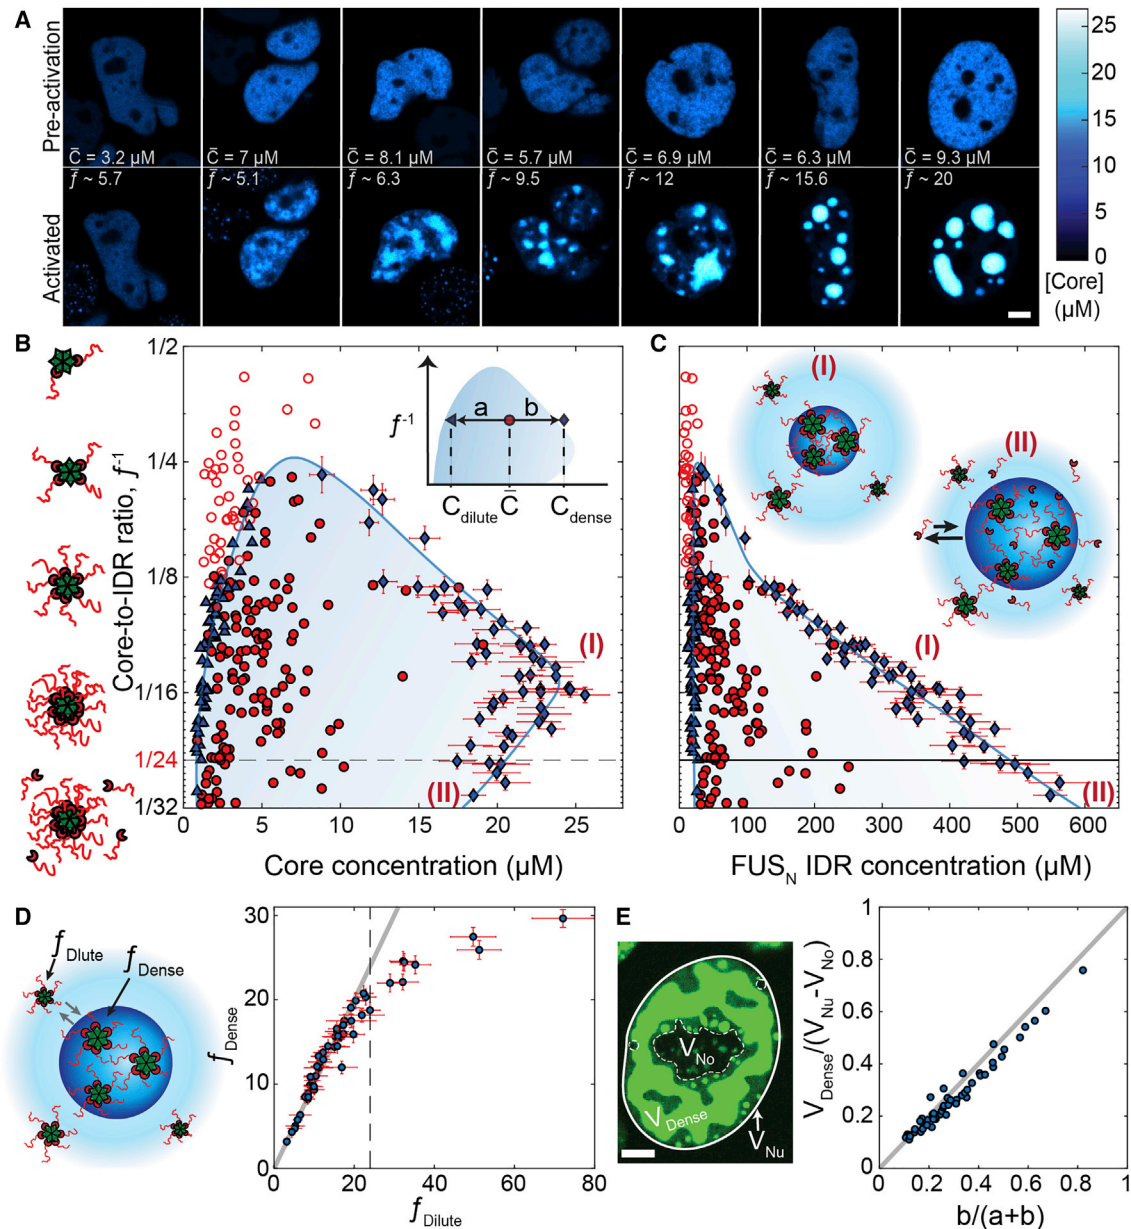 A
Pre-activation
Activated
C̄ = 3.2 µM
C̄ = 7 µM
C̄ = 8.1 µM
C̄ = 5.7 µM
C̄ = 6.9 µM
C̄ = 6.3 µM
C̄ = 9.3 µM
f̄ ~ 5.7
f̄ ~ 5.1
f̄ ~ 6.3
f̄ ~ 9.5
f̄ ~ 12
f̄ ~ 15.6
f̄ ~ 20
25
20
15
10
5
0
[Core]
(µM)
B
Core-to-IDR ratio, f⁻¹
1/2
1/4
1/8
1/16
1/24
1/32
f⁻¹
a
b
C_dilute
C̄
C_dense
(I)
(II)
0
5
10
15
20
25
Core concentration (µM)
C
(I)
(II)
(I)
(II)
0
100
200
300
400
500
600
FUS_N IDR concentration (µM)
D
f_Dlute
f_Dense
f_Dense
30
20
10
0
0
20
40
60
80
f_Dilute
E
V_No
V_Dense
V_Nu
V_Dense/(V_Nu-V_No)
1
0.8
0.6
0.4
0.2
0
0
0.2
0.4
0.6
0.8
1
b/(a+b)